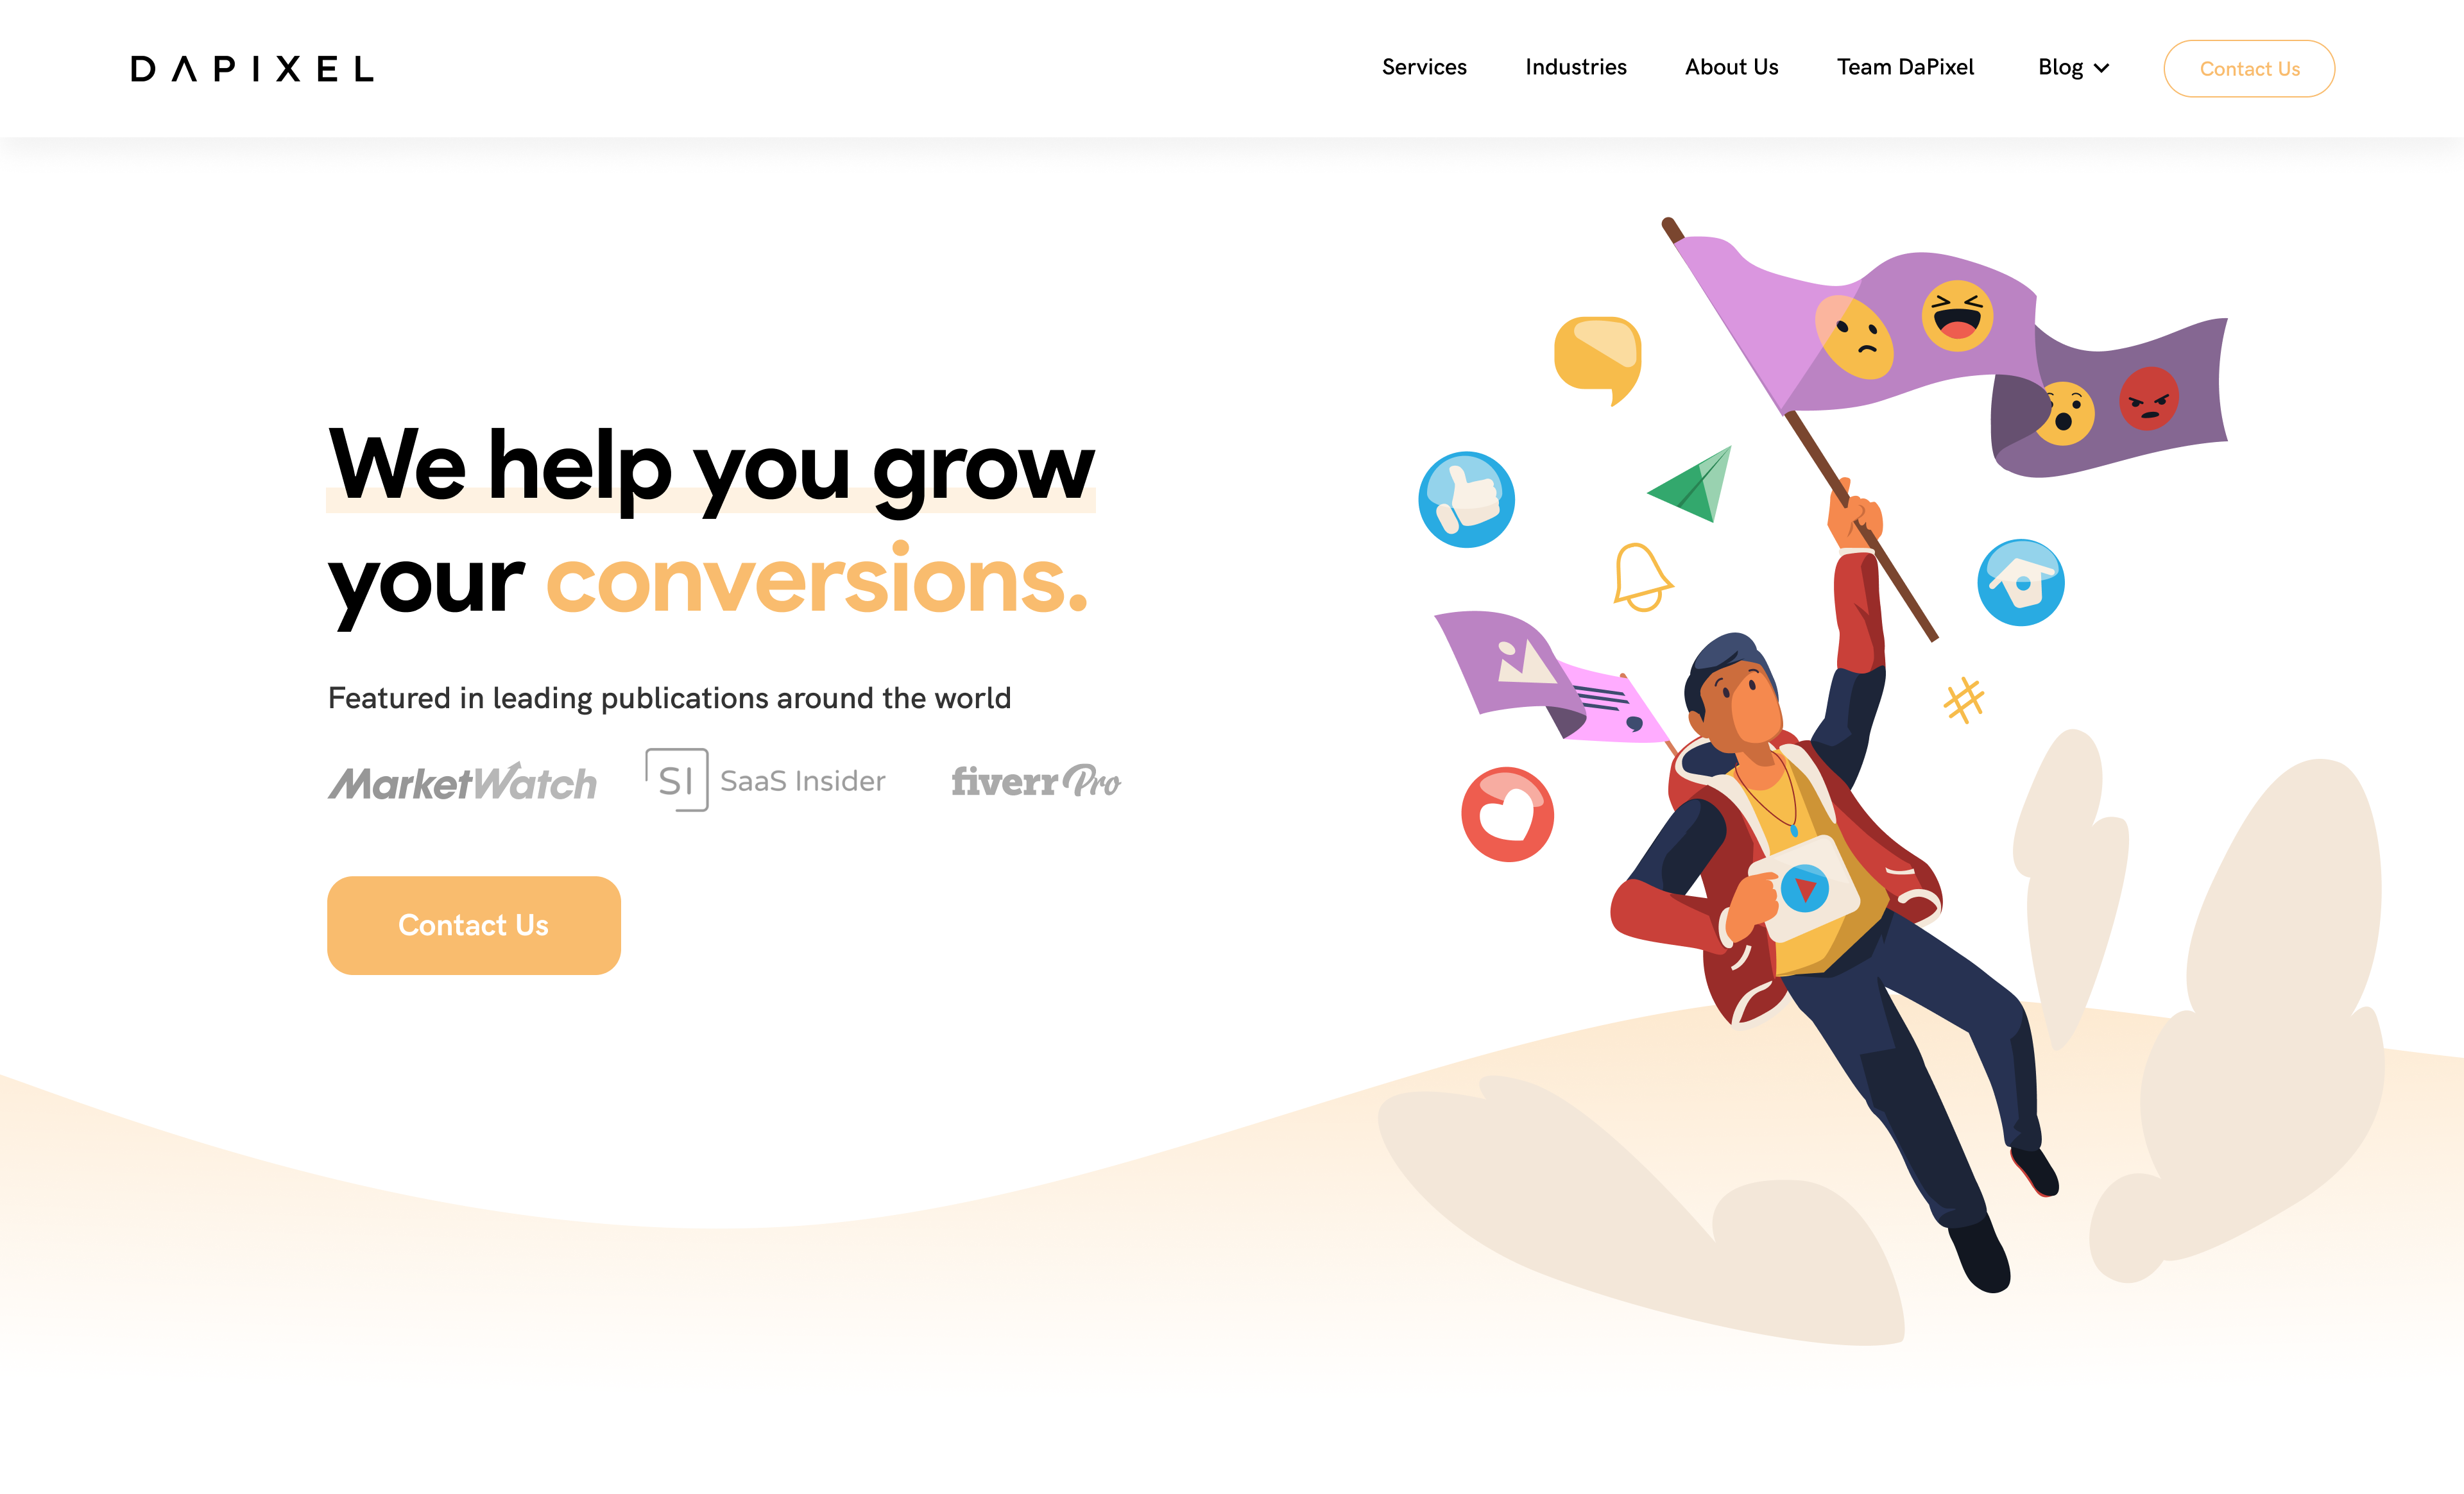 DAPIXEL
Services Industries About Us Team DaPixel Blog Contact Us
We help you grow
your conversions.
Featured in leading publications around the world
MarketWatch SI SaaS Insider fiverr Pro
Contact Us